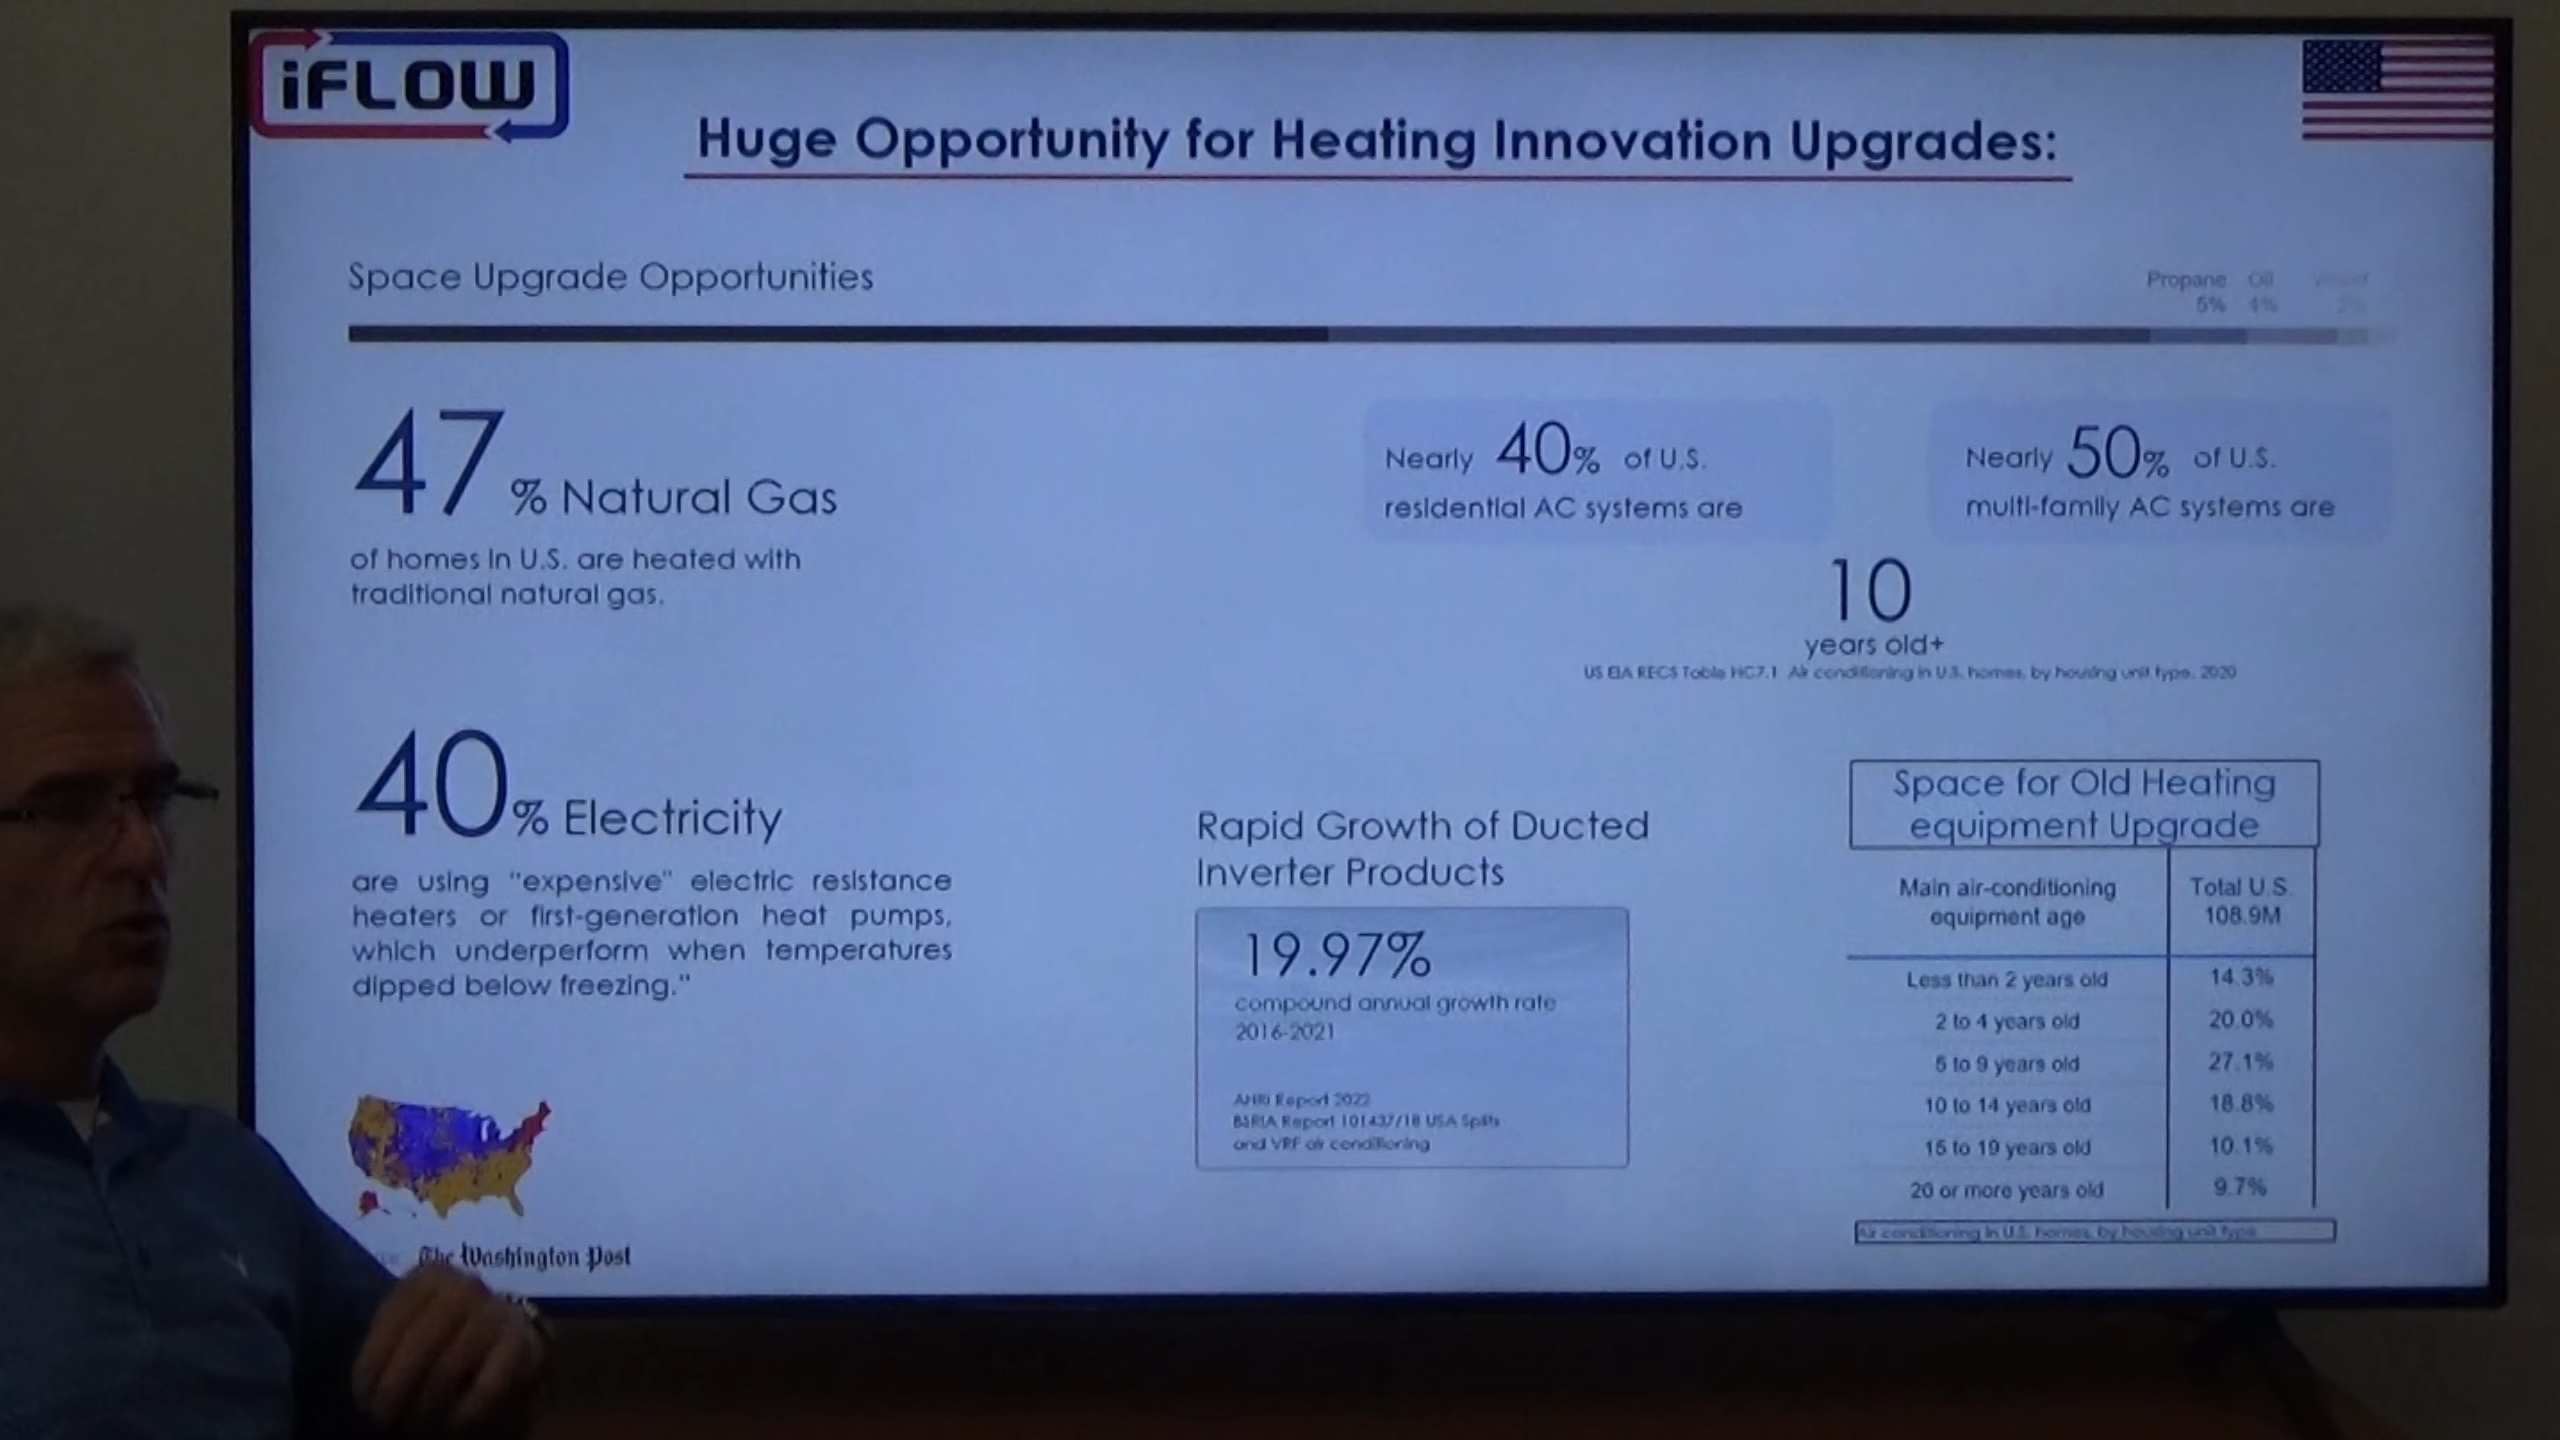 iFLOW
Huge Opportunity for Heating Innovation Upgrades:
Space Upgrade Opportunities
Propane Oil
5% 4%
47% Natural Gas
of homes in U.S. are heated with
traditional natural gas.
Nearly 40% of U.S.
residential AC systems are
Nearly 50% of U.S.
multi-family AC systems are
10
years old+
US EIA RECS Table HC7.1 Air conditioning in U.S. homes, by housing unit type, 2020
40% Electricity
are using "expensive" electric resistance
heaters or first-generation heat pumps,
which underperform when temperatures
dipped below freezing."
The Washington Post
Rapid Growth of Ducted
Inverter Products
19.97%
compound annual growth rate
2016-2021
AHRI Report 2022
BSRIA Report 101437/18 USA Splits
and VRF air conditioning
Space for Old Heating
equipment Upgrade
Main air-conditioning
equipment age
Total U.S.
108.9M
Less than 2 years old 14.3%
2 to 4 years old 20.0%
5 to 9 years old 27.1%
10 to 14 years old 18.8%
15 to 19 years old 10.1%
20 or more years old 9.7%
Air conditioning in U.S. homes, by housing unit type